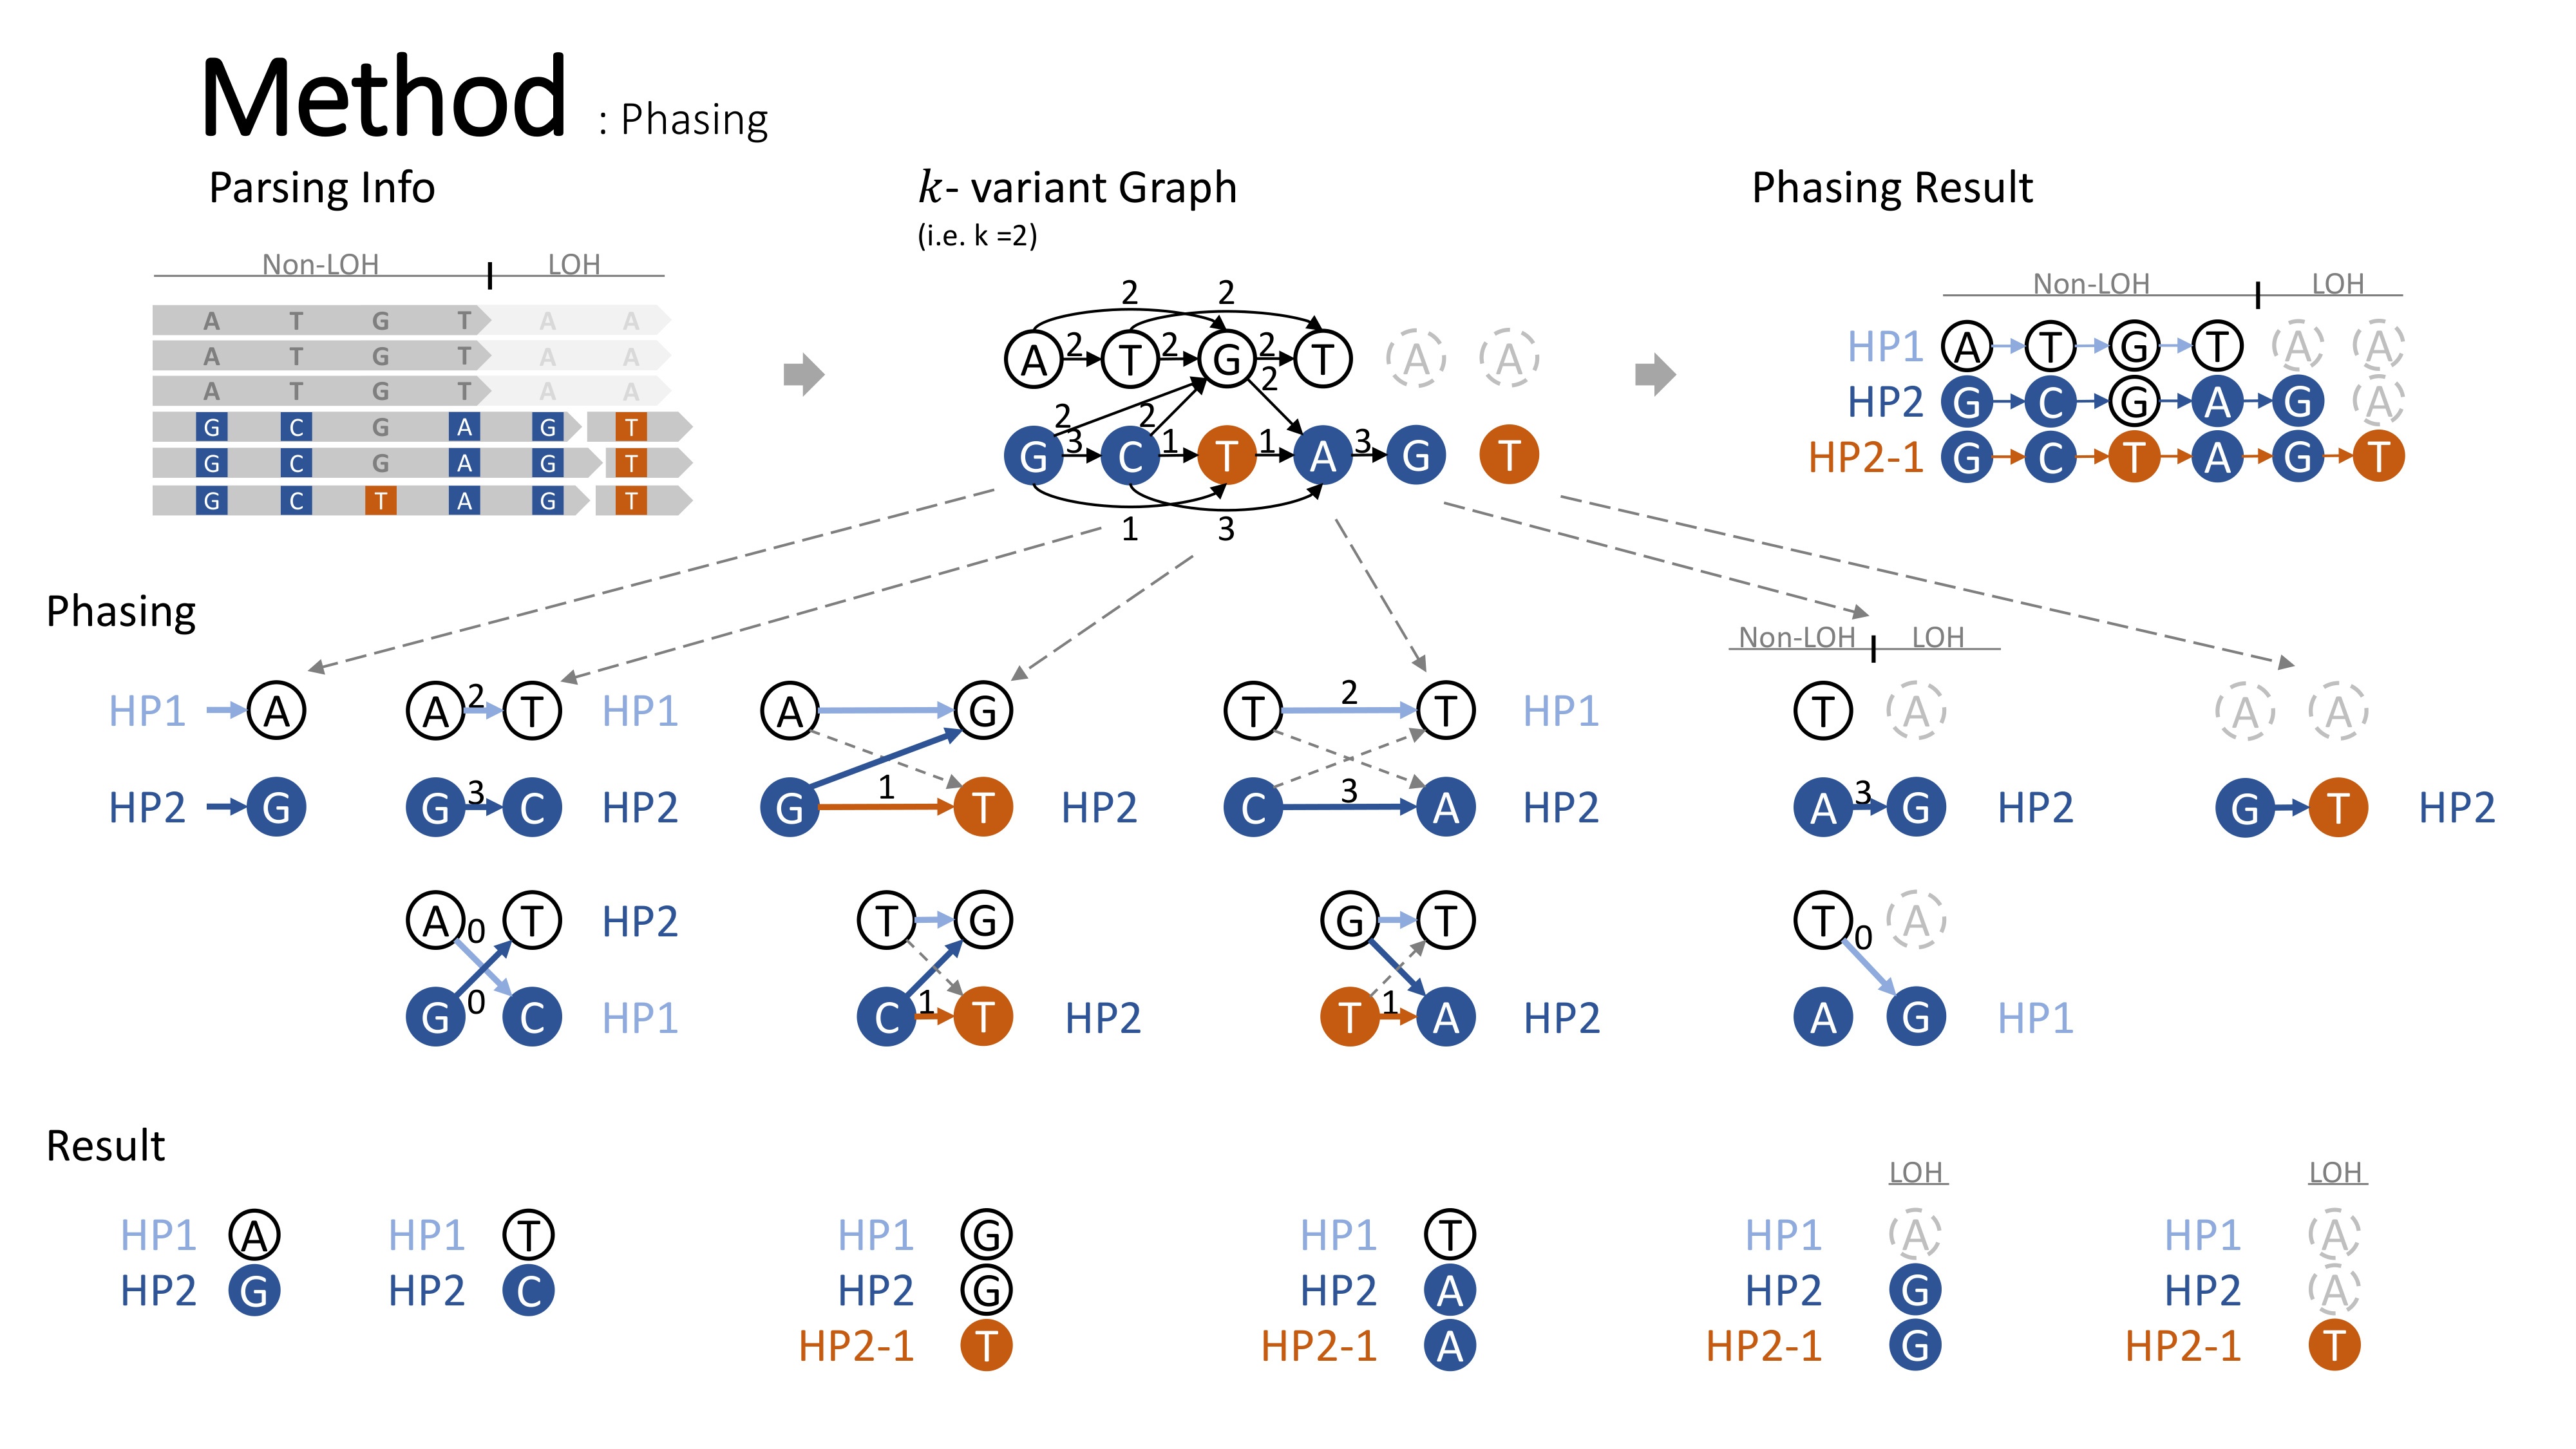 Method : Phasing
Parsing Info
k- variant Graph
(i.e. k =2)
Phasing Result
Non-LOH LOH
A T G T A A
A T G T A A
A T G T A A
G C G A G T
G C G A G T
G C T A G T
2 2
A 2 T 2 G 2 T A A
2 2 2
G 3 C 1 T 1 A 3 G T
1 3
Non-LOH LOH
HP1 A T G T A A
HP2 G C G A G A
HP2-1 G C T A G T
Phasing
Non-LOH LOH
HP1 A A 2 T HP1 A G T 2 T HP1 T A A A
HP2 G G 3 C HP2 G 1 T HP2 C 3 A HP2 A 3 G HP2 G T HP2
A 0 T HP2 T G G T T 0 A
G 0 C HP1 C 1 T HP2 T 1 A HP2 A G HP1
Result
LOH LOH
HP1 A HP1 T HP1 G HP1 T HP1 A HP1 A
HP2 G HP2 C HP2 G HP2 A HP2 G HP2 A
HP2-1 T HP2-1 A HP2-1 G HP2-1 T